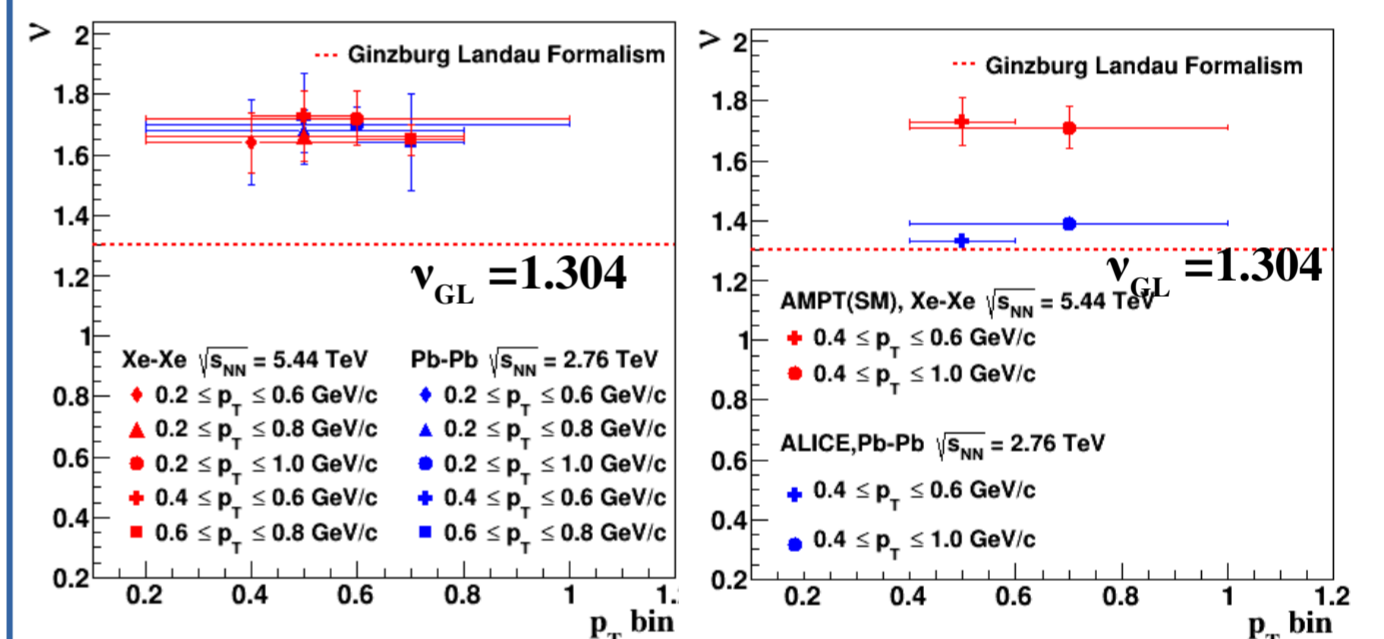 ν
2
1.8
1.6
1.4
1.2
1
0.8
0.6
0.4
0.2
Ginzburg Landau Formalism
ν_GL =1.304
Xe-Xe √s_NN = 5.44 TeV
0.2 ≤ p_T ≤ 0.6 GeV/c
0.2 ≤ p_T ≤ 0.8 GeV/c
0.2 ≤ p_T ≤ 1.0 GeV/c
0.4 ≤ p_T ≤ 0.6 GeV/c
0.6 ≤ p_T ≤ 0.8 GeV/c
Pb-Pb √s_NN = 2.76 TeV
0.2 ≤ p_T ≤ 0.6 GeV/c
0.2 ≤ p_T ≤ 0.8 GeV/c
0.2 ≤ p_T ≤ 1.0 GeV/c
0.4 ≤ p_T ≤ 0.6 GeV/c
0.6 ≤ p_T ≤ 0.8 GeV/c
0.2 0.4 0.6 0.8 1 1.
p_T bin
ν
2
1.8
1.6
1.4
1.2
1
0.8
0.6
0.4
0.2
Ginzburg Landau Formalism
ν_GL =1.304
AMPT(SM), Xe-Xe √s_NN = 5.44 TeV
0.4 ≤ p_T ≤ 0.6 GeV/c
0.4 ≤ p_T ≤ 1.0 GeV/c
ALICE,Pb-Pb √s_NN = 2.76 TeV
0.4 ≤ p_T ≤ 0.6 GeV/c
0.4 ≤ p_T ≤ 1.0 GeV/c
0.2 0.4 0.6 0.8 1 1.2
p_T bin